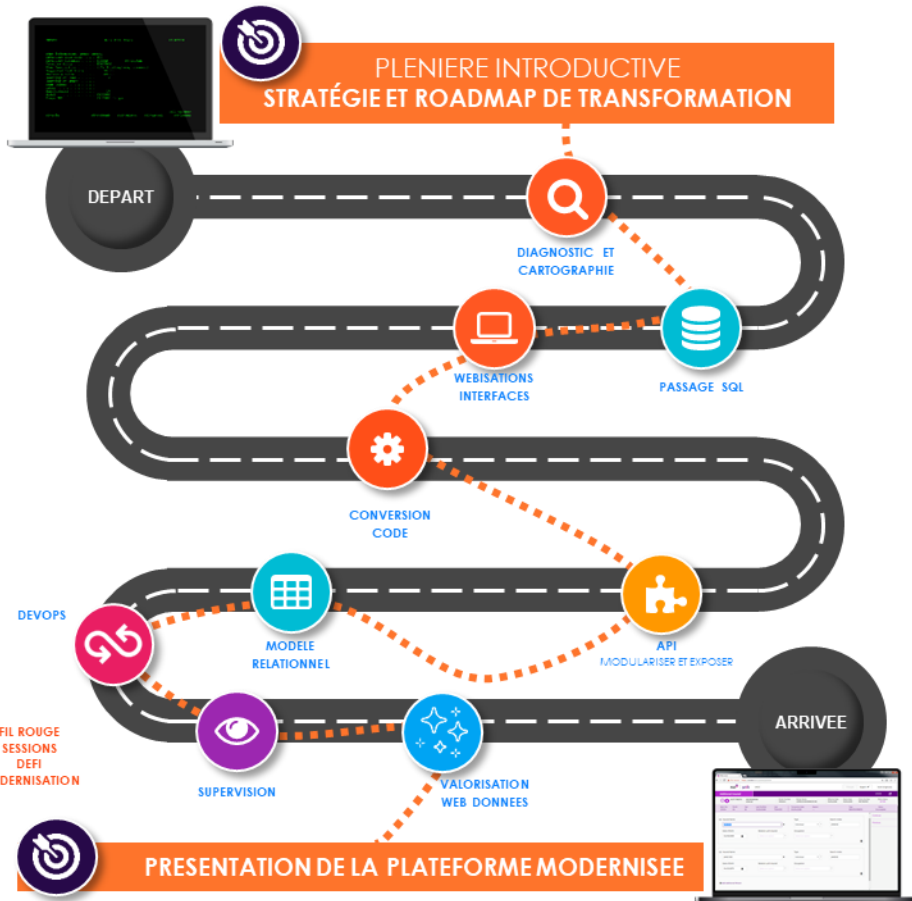 PLENIERE INTRODUCTIVE
STRATÉGIE ET ROADMAP DE TRANSFORMATION
DEPART
DIAGNOSTIC ET
CARTOGRAPHIE
WEBISATIONS
INTERFACES
PASSAGE SQL
CONVERSION
CODE
DEVOPS
MODELE
RELATIONNEL
API
MODULARISER ET EXPOSER
ARRIVEE
FIL ROUGE
SESSIONS
DEFI
DERNISATION
SUPERVISION
VALORISATION
WEB DONNEES
PRESENTATION DE LA PLATEFORME MODERNISEE